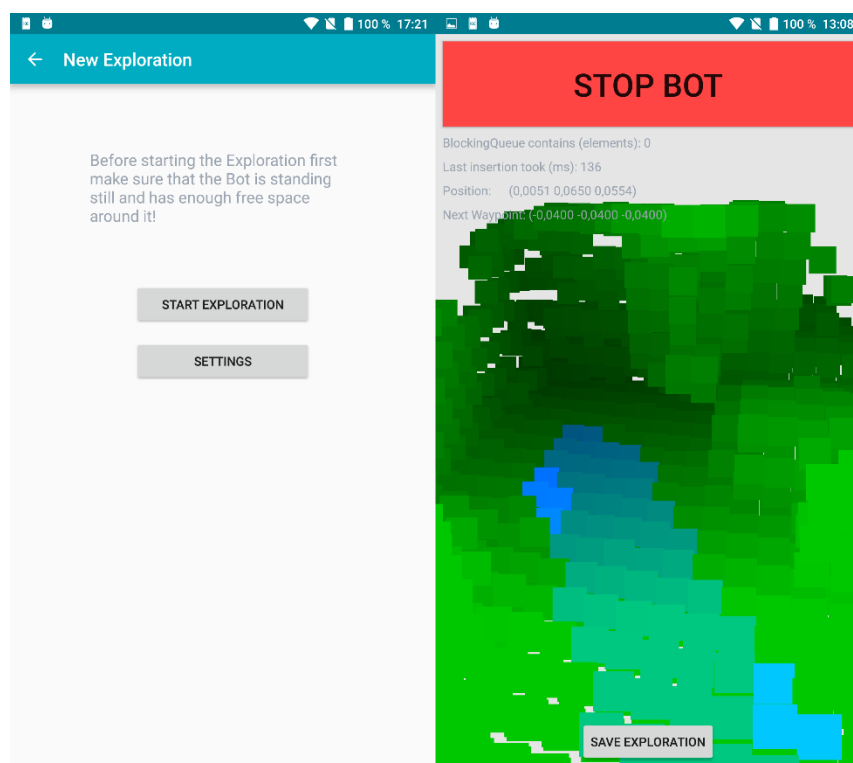 100 % 17:21
New Exploration
Before starting the Exploration first
make sure that the Bot is standing
still and has enough free space
around it!
START EXPLORATION
SETTINGS
100 % 13:08
STOP BOT
BlockingQueue contains (elements): 0
Last insertion took (ms): 136
Position: (0,0051 0,0650 0,0554)
Next Waypoint: (-0,0400 -0,0400 -0,0400)
SAVE EXPLORATION